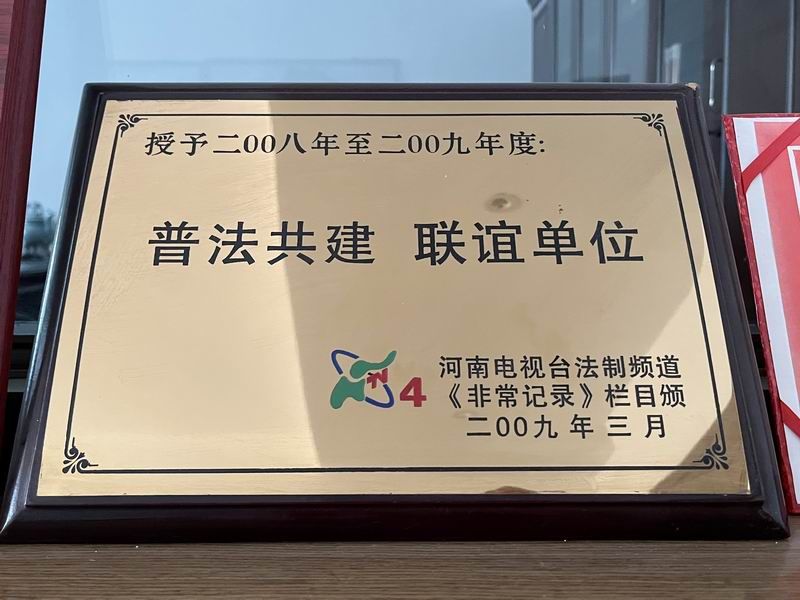 授予二00八年至二00九年度:
普法共建 联谊单位
4
河南电视台法制频道
《非常记录》栏目颁
二00九年三月